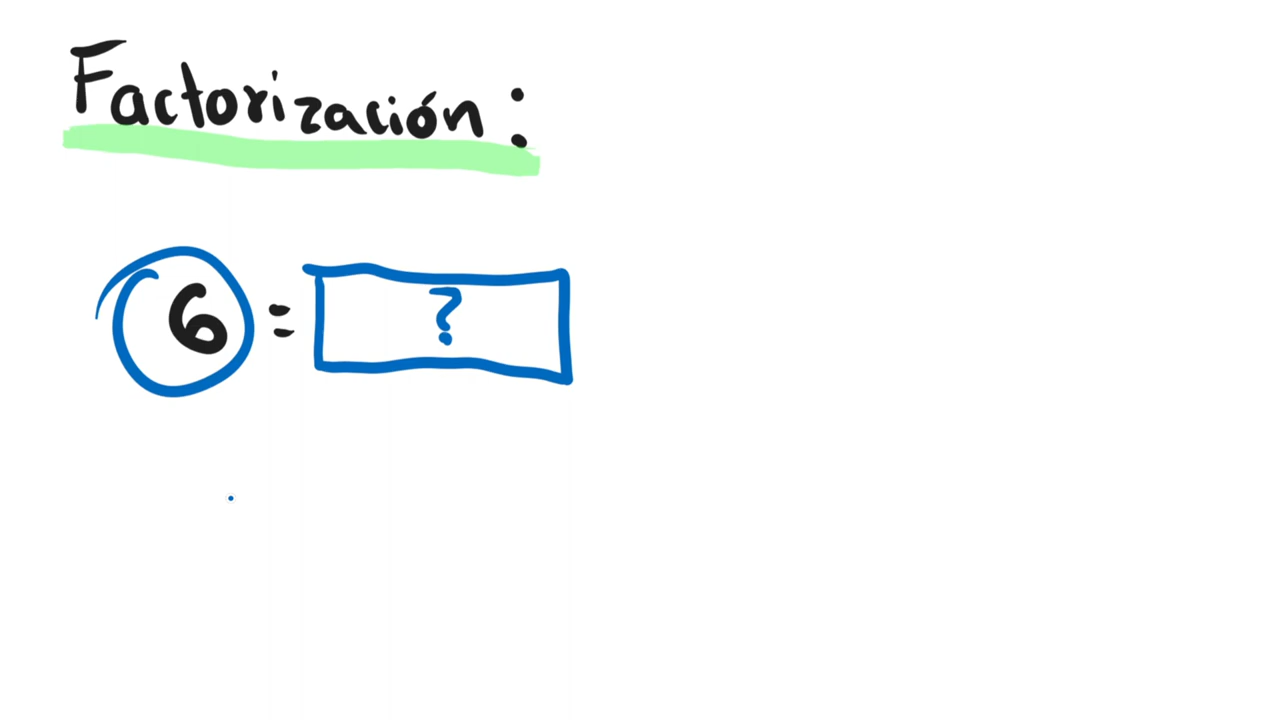 Factorización:
6 = ?